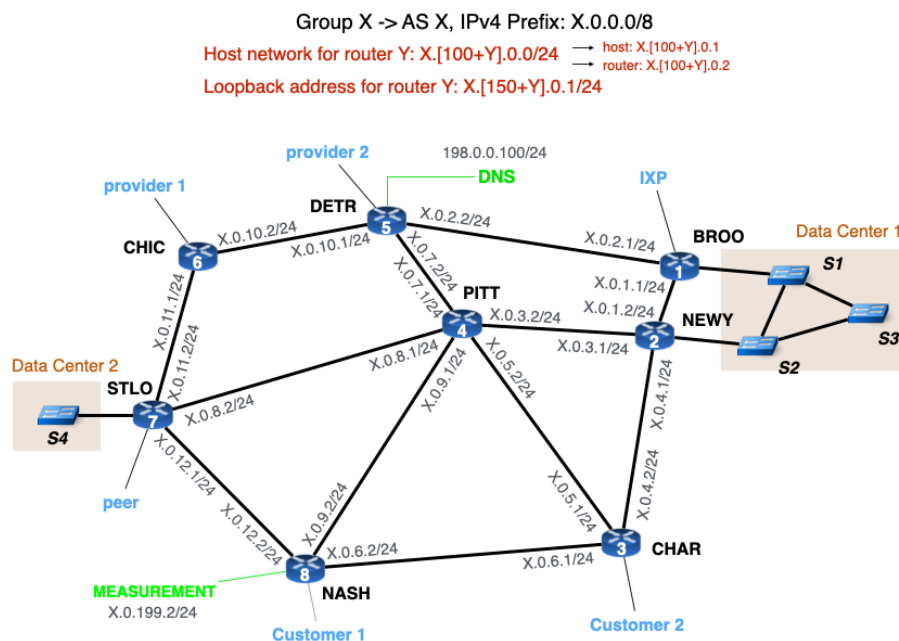 Group X -> AS X, IPv4 Prefix: X.0.0.0/8
Host network for router Y: X.[100+Y].0.0/24
host: X.[100+Y].0.1
router: X.[100+Y].0.2
Loopback address for router Y: X.[150+Y].0.1/24
provider 2
198.0.0.100/24
DNS
provider 1
IXP
DETR
5
X.0.2.2/24
BROO
Data Center 1
CHIC
6
X.0.10.2/24
X.0.10.1/24
X.0.7.2/24
X.0.7.1/24
X.0.2.1/24
1
S1
X.0.1.1/24
X.0.1.2/24
PITT
4
X.0.3.2/24
X.0.3.1/24
2
NEWY
S2
S3
X.0.11.1/24
X.0.11.2/24
X.0.8.1/24
X.0.9.1/24
X.0.5.2/24
X.0.4.1/24
Data Center 2
STLO
S4
7
X.0.8.2/24
peer
X.0.12.1/24
X.0.12.2/24
X.0.9.2/24
X.0.5.1/24
X.0.4.2/24
X.0.6.2/24
X.0.6.1/24
3
CHAR
8
NASH
MEASUREMENT
X.0.199.2/24
Customer 1
Customer 2